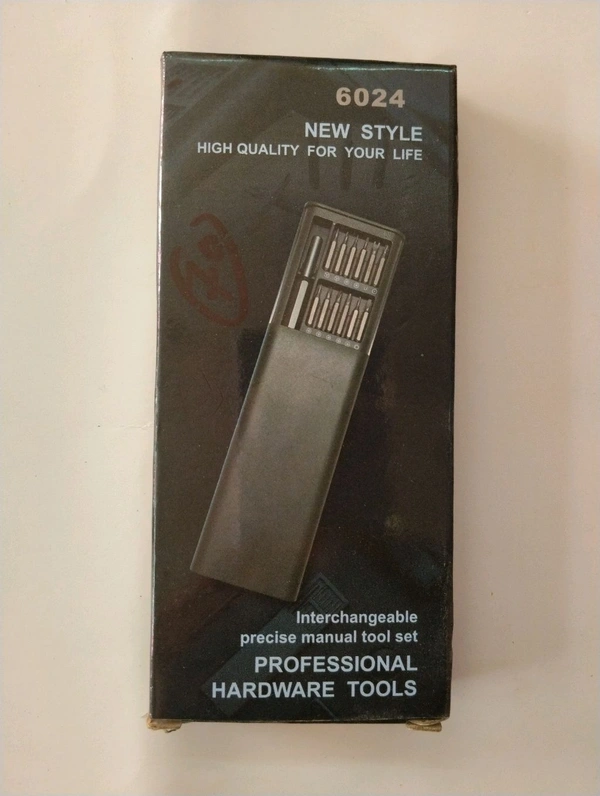 6024
NEW STYLE
HIGH QUALITY FOR YOUR LIFE
Interchangeable
precise manual tool set
PROFESSIONAL
HARDWARE TOOLS